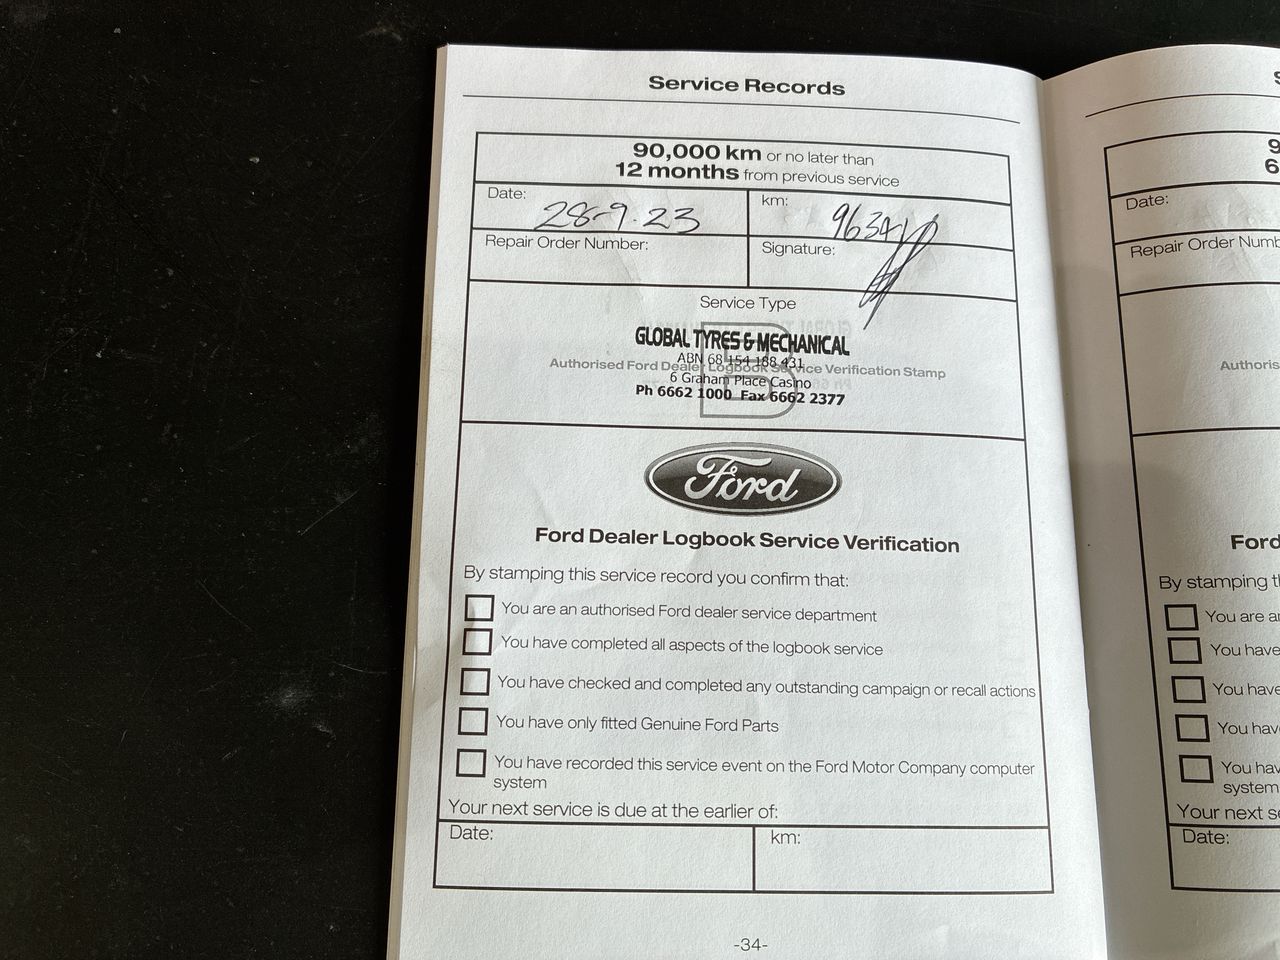 Service Records
90,000 km or no later than
12 months from previous service
Date: 28-9-23
km:
Repair Order Number:
Signature:
Service Type
B
GLOBAL TYRES & MECHANICAL
ABN 68 154 188 431
Authorised Ford Dealer Logbook Service Verification Stamp
6 Graham Place Casino
Ph 6662 1000 Fax 6662 2377
Ford
Ford Dealer Logbook Service Verification
By stamping this service record you confirm that:
You are an authorised Ford dealer service department
You have completed all aspects of the logbook service
You have checked and completed any outstanding campaign or recall actions
You have only fitted Genuine Ford Parts
You have recorded this service event on the Ford Motor Company computer
system
Your next service is due at the earlier of:
Date:
km:
-34-
S
9
6
Date:
Repair Order Numb
Authoris
Ford
By stamping th
You are a
You have
You have
You hav
You ha
system
Your next s
Date: